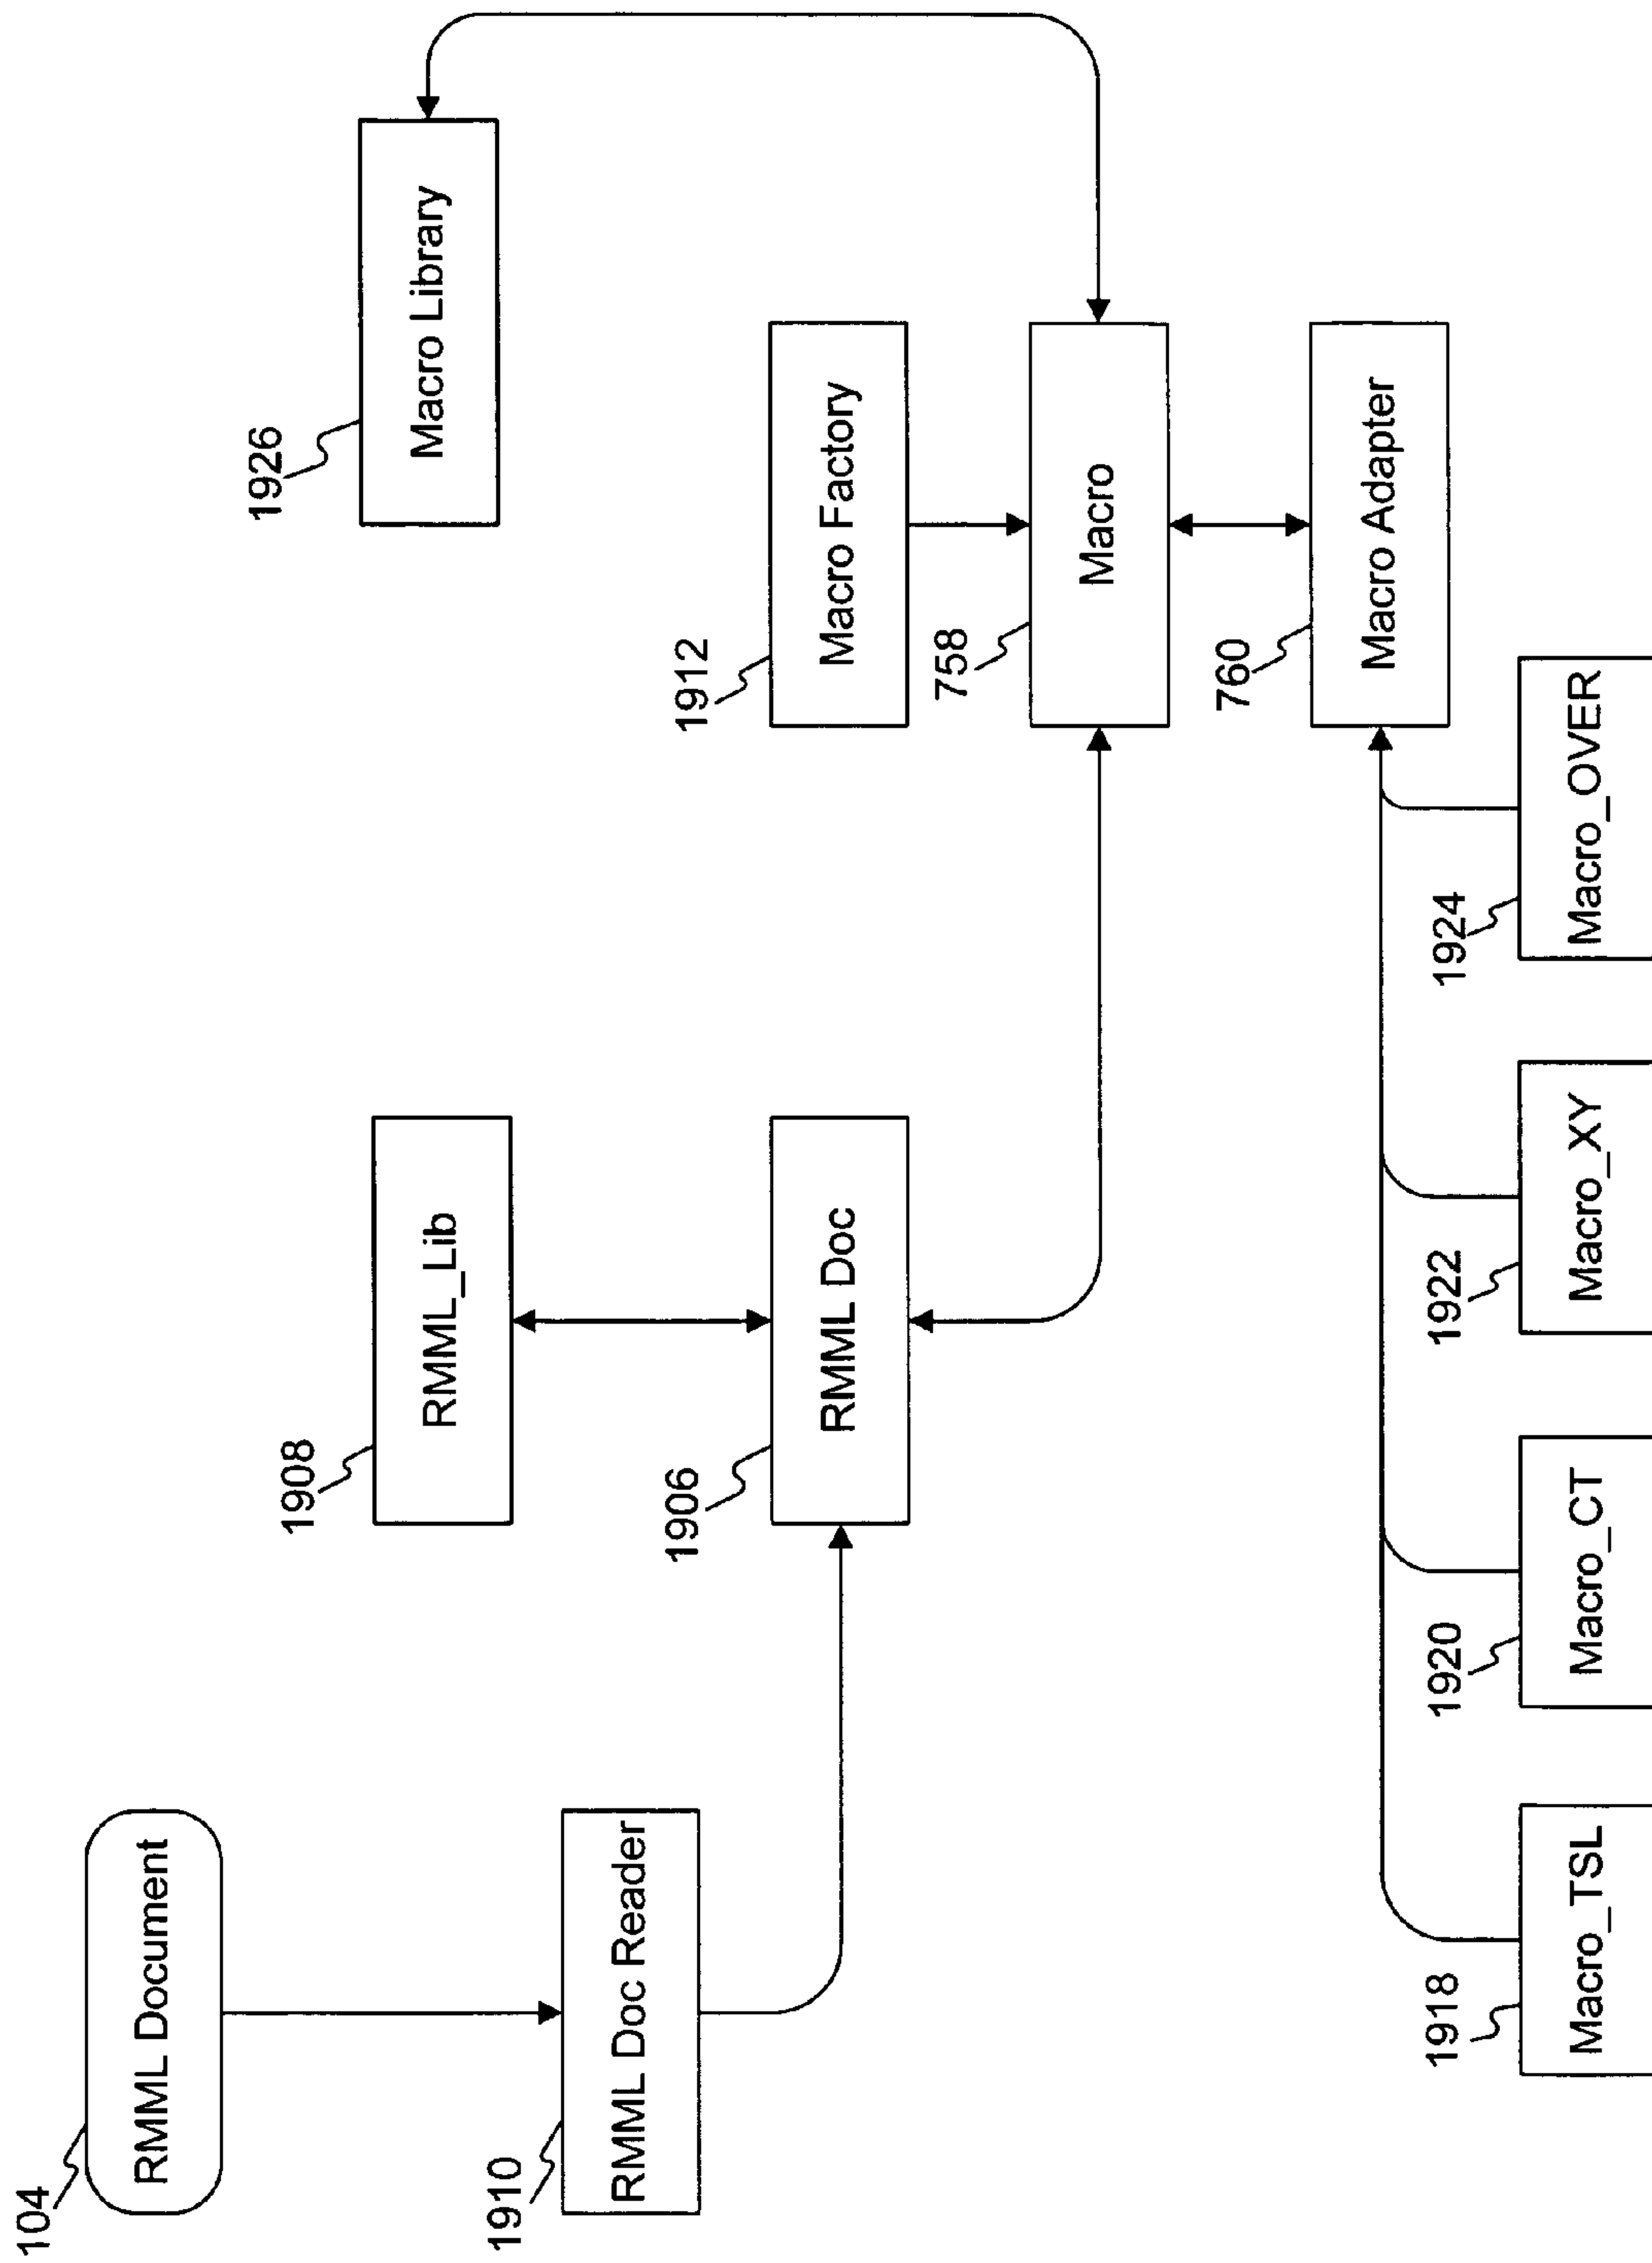 104
RMML Document
1910
RMML Doc Reader
1908
RMML_Lib
1906
RMML Doc
1926
Macro Library
1912
Macro Factory
758
Macro
760
Macro Adapter
1918
Macro_TSL
1920
Macro_CT
1922
Macro_XY
1924
Macro_OVER